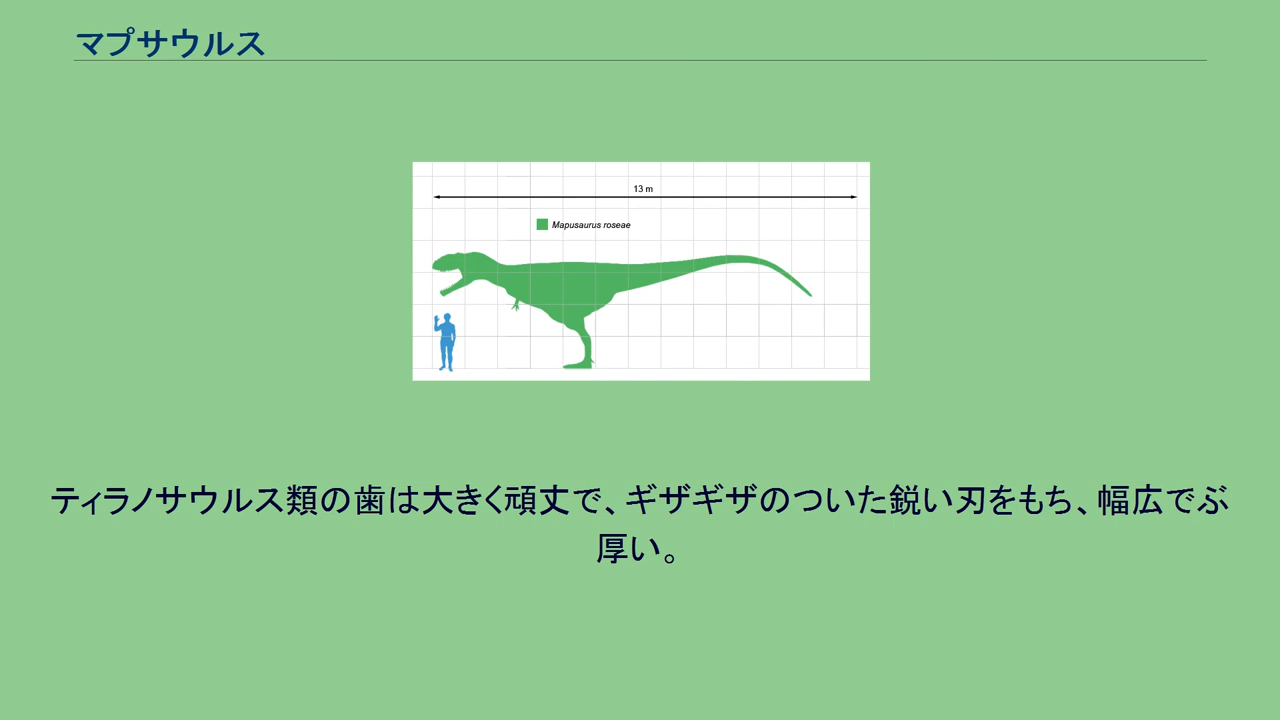 マプサウルス
13 m
Mapusaurus roseae
ティラノサウルス類の歯は大きく頑丈で、ギザギザのついた鋭い刃をもち、幅広でぶ
厚い。